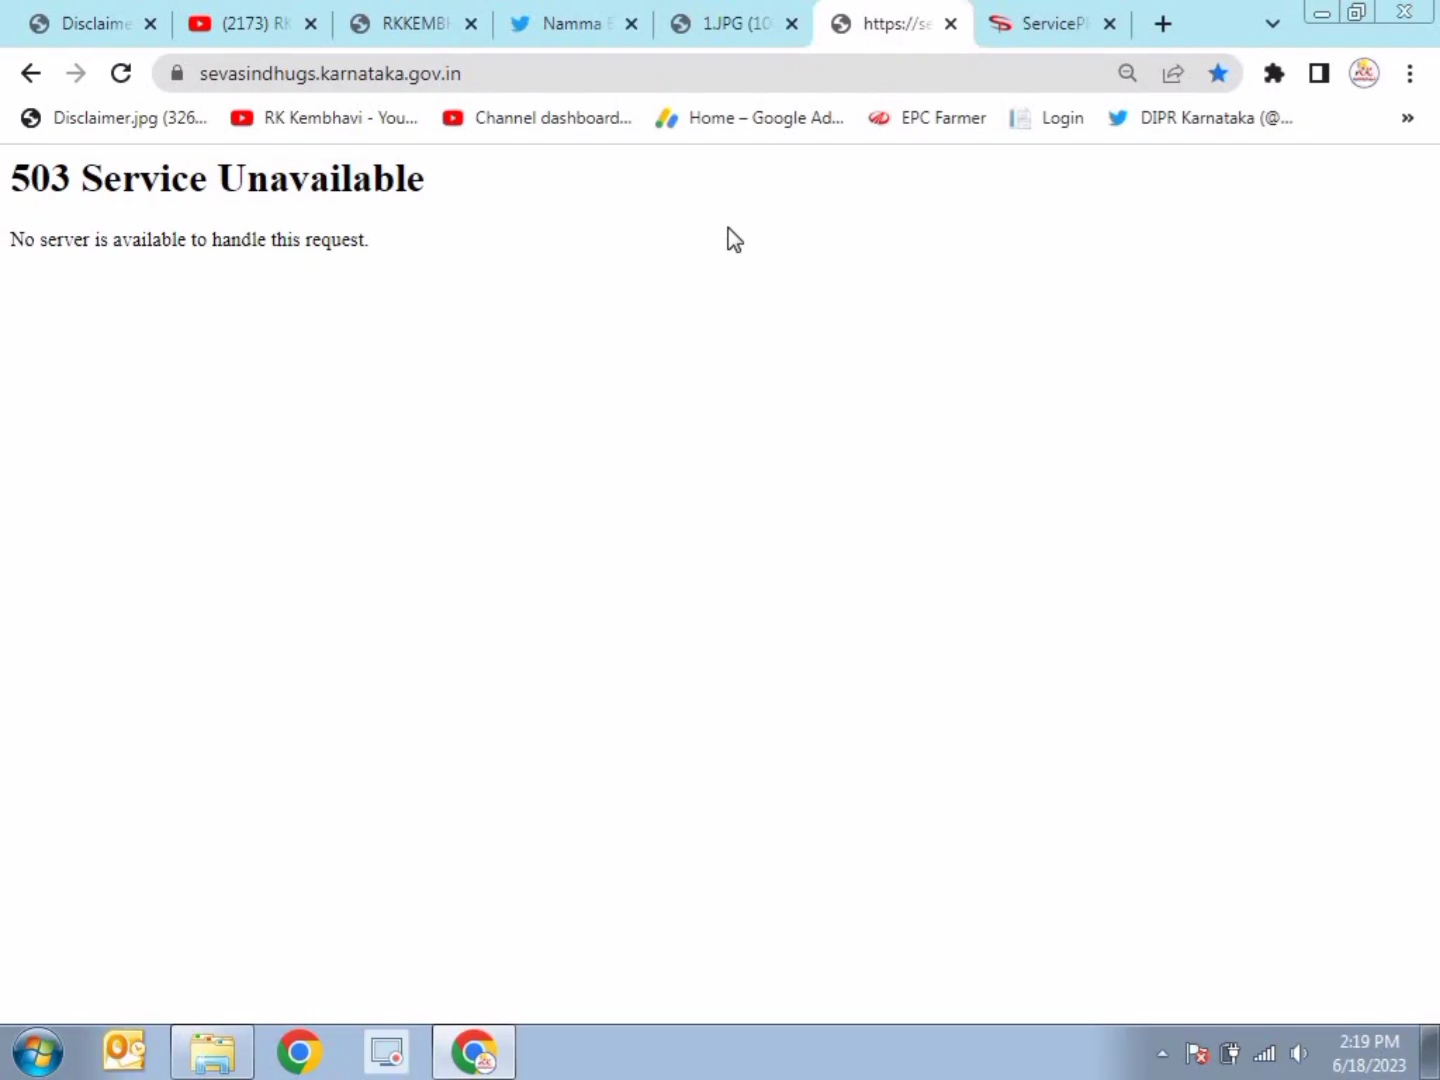 Disclaime
(2173) RK
RKKEMBH
Namma
1.JPG (10
https://se
ServicePl
sevasindhugs.karnataka.gov.in
Disclaimer.jpg (326...
RK Kembhavi - You...
Channel dashboard...
Home – Google Ad...
EPC Farmer
Login
DIPR Karnataka (@...
»
503 Service Unavailable
No server is available to handle this request.
2:19 PM
6/18/2023